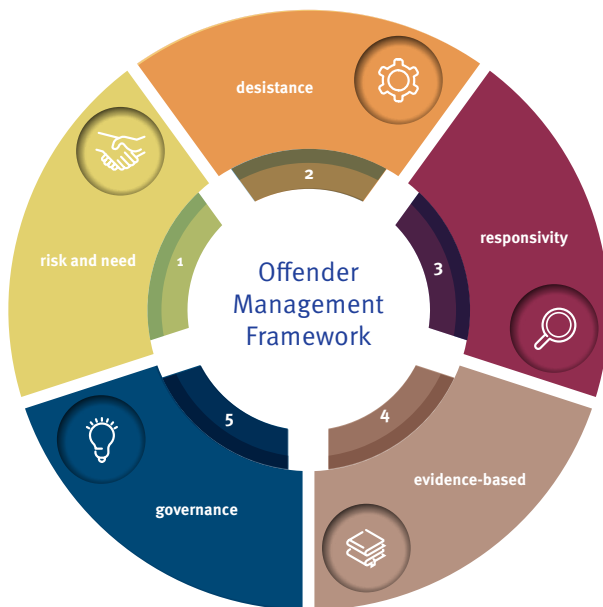 desistance
2
risk and need
1
Offender
Management
Framework
responsivity
3
5
governance
4
evidence-based